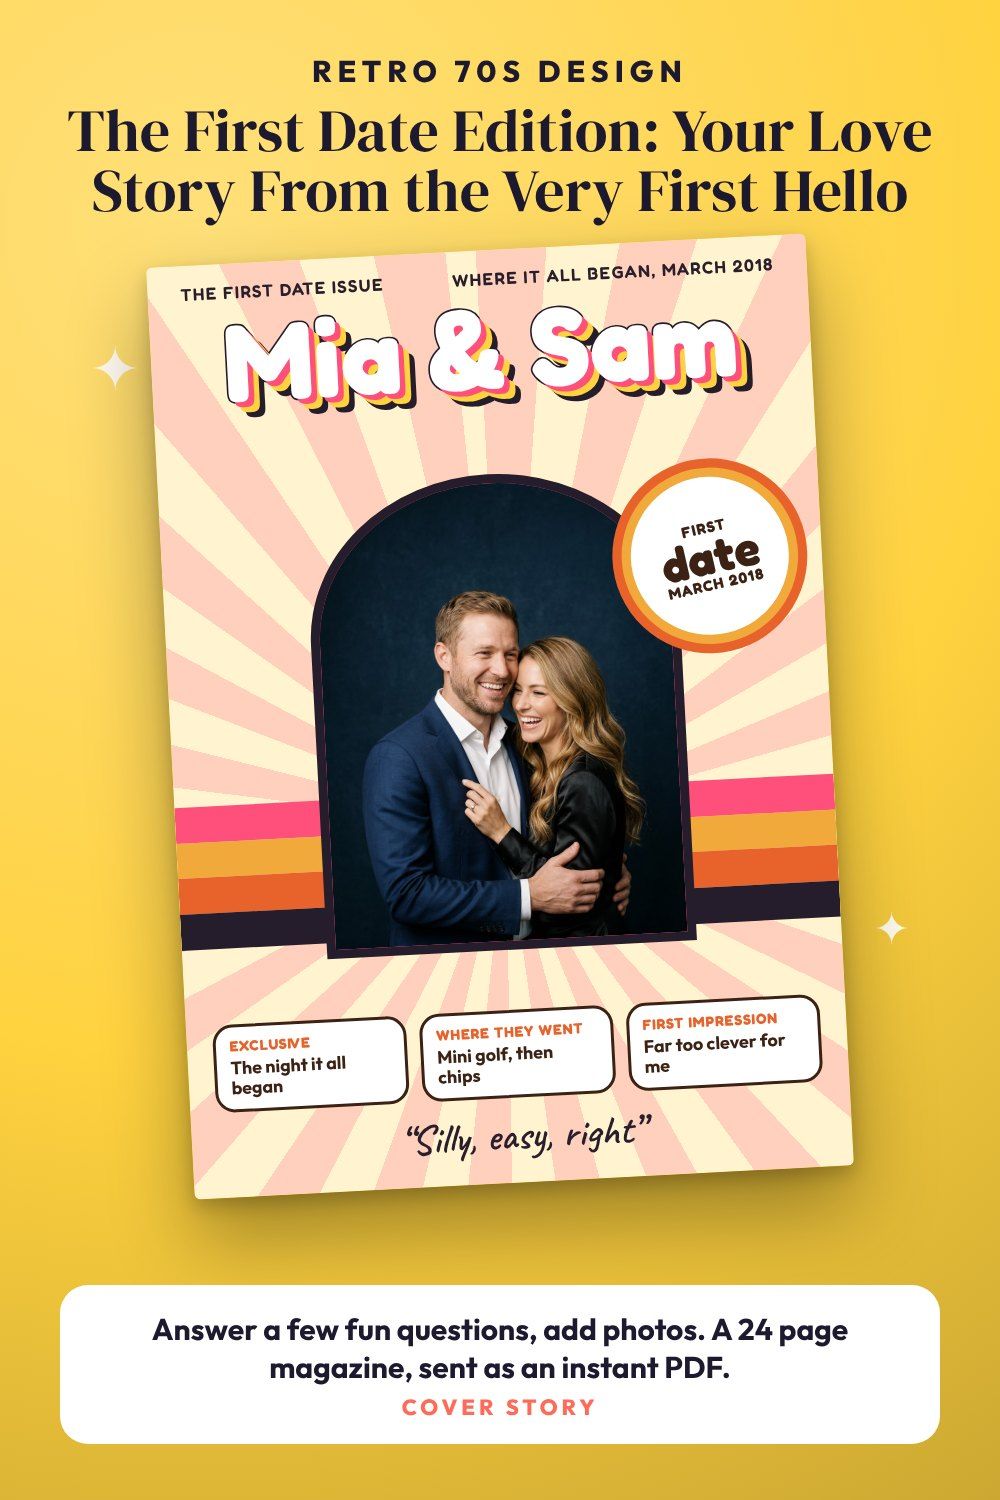 RETRO 70S DESIGN
The First Date Edition: Your Love
Story From the Very First Hello
THE FIRST DATE ISSUE
WHERE IT ALL BEGAN, MARCH 2018
Mia & Sam
FIRST
date
MARCH 2018
EXCLUSIVE
The night it all
began
WHERE THEY WENT
Mini golf, then
chips
FIRST IMPRESSION
Far too clever for
me
“Silly, easy, right”
Answer a few fun questions, add photos. A 24 page
magazine, sent as an instant PDF.
COVER STORY